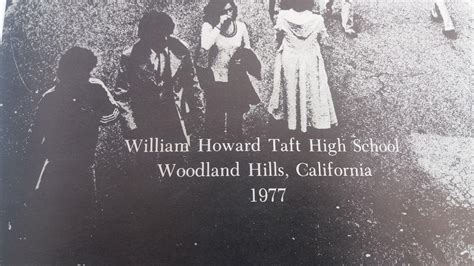 William Howard Taft High School
Woodland Hills, California
1977